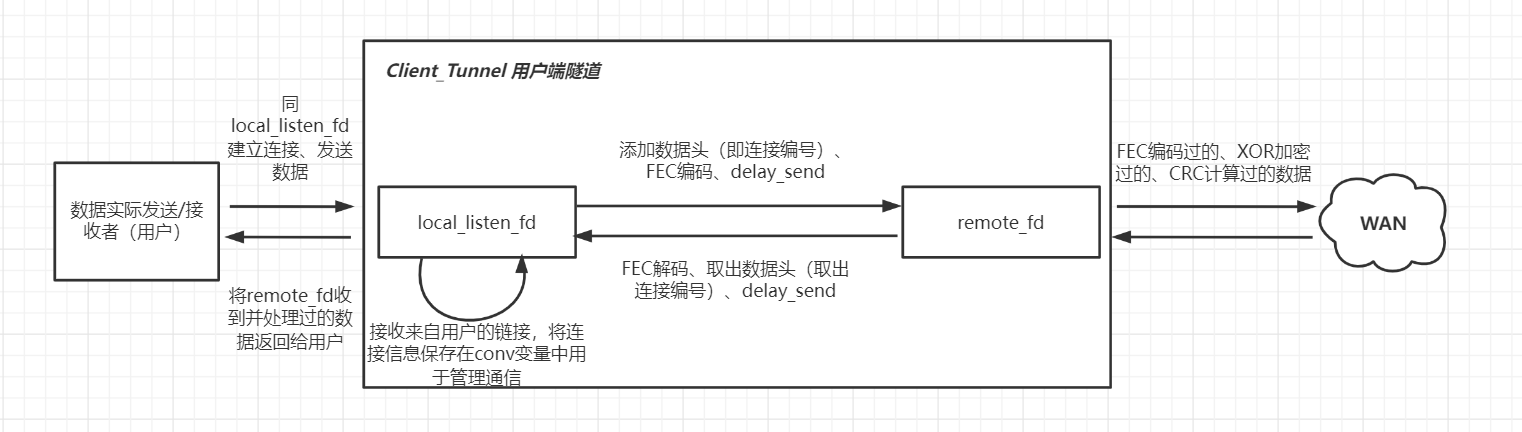 Client_Tunnel 用户端隧道
同
local_listen_fd
建立连接、发送
数据
数据实际发送/接
收者（用户）
将remote_fd收
到并处理过的数
据返回给用户
local_listen_fd
接收来自用户的链接，将连
接信息保存在conv变量中用
于管理通信
添加数据头（即连接编号）、
FEC编码、delay_send
FEC解码、取出数据头（取出
连接编号）、delay_send
remote_fd
FEC编码过的、XOR加密
过的、CRC计算过的数据
WAN